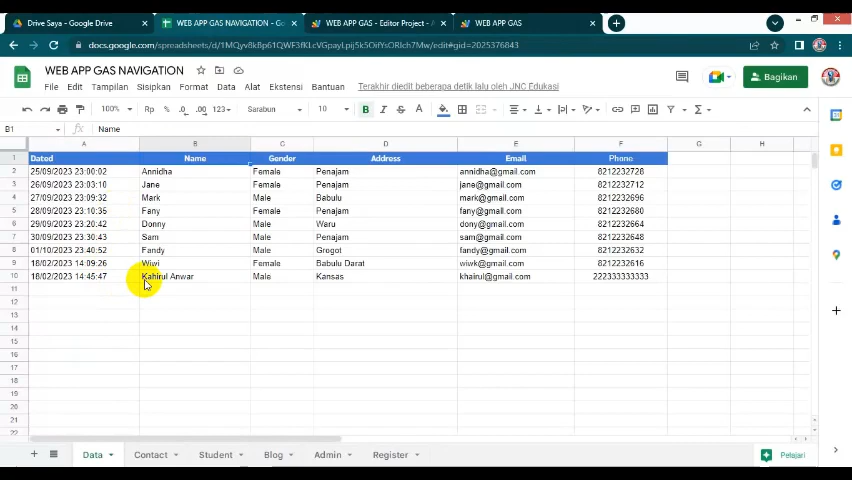 Drive Saya - Google Drive
WEB APP GAS NAVIGATION - Go
WEB APP GAS - Editor Project - A
WEB APP GAS
WEB APP GAS NAVIGATION
File Edit Tampilan Sisipkan Format Data Alat Ekstensi Bantuan
Terakhir diedit beberapa detik lalu oleh JNC Edukasi
Bagikan
100% Rp % .0 .00 123 Sarabun 10 B I S A
B1 fx Name
A B C D E F G H
1 Dated Name Gender Address Email Phone
2 25/09/2023 23:00:02 Annidha Female Penajam annidha@gmail.com 8212232728
3 26/09/2023 23:03:10 Jane Female Penajam jane@gmail.com 8212232712
4 27/09/2023 23:09:32 Mark Male Babulu mark@gmail.com 8212232696
5 28/09/2023 23:10:35 Fany Female Penajam fany@gmail.com 8212232680
6 29/09/2023 23:20:42 Donny Male Waru dony@gmail.com 8212232664
7 30/09/2023 23:30:43 Sam Male Penajam sam@gmail.com 8212232648
8 01/10/2023 23:40:52 Fandy Male Grogot fandy@gmail.com 8212232632
9 18/02/2023 14:09:26 Wiwi Female Babulu Darat wiwk@gmail.com 8212232616
10 18/02/2023 14:45:47 Kahirul Anwar Male Kansas khairul@gmail.com 222333333333
11
12
13
14
15
16
17
18
19
20
21
22
Data Contact Student Blog Admin Register
Pelajari